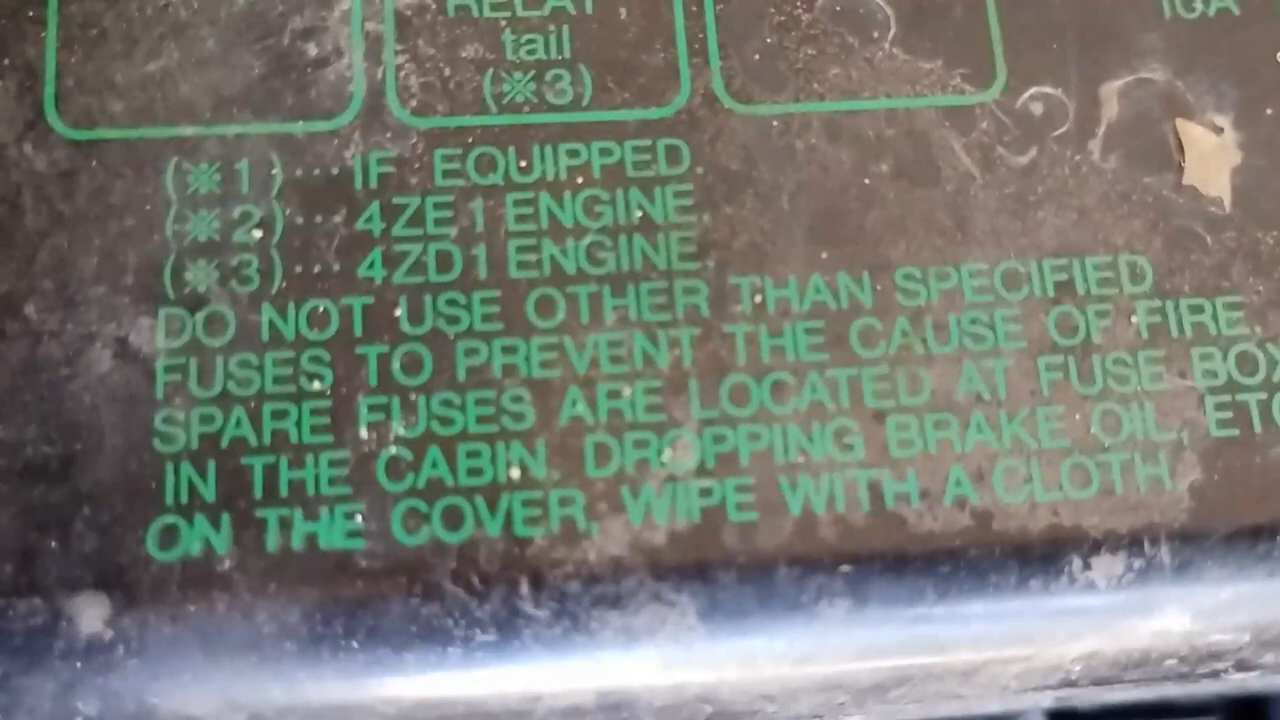 RELAY
tail
(※3)
10A
(※1)··· IF EQUIPPED.
(※2)··· 4ZE1 ENGINE.
(※3)··· 4ZD1 ENGINE
DO NOT USE OTHER THAN SPECIFIED
FUSES TO PREVENT THE CAUSE OF FIRE.
SPARE FUSES ARE LOCATED AT FUSE BOX
IN THE CABIN. DROPPING BRAKE OIL, ETC
ON THE COVER, WIPE WITH A CLOTH